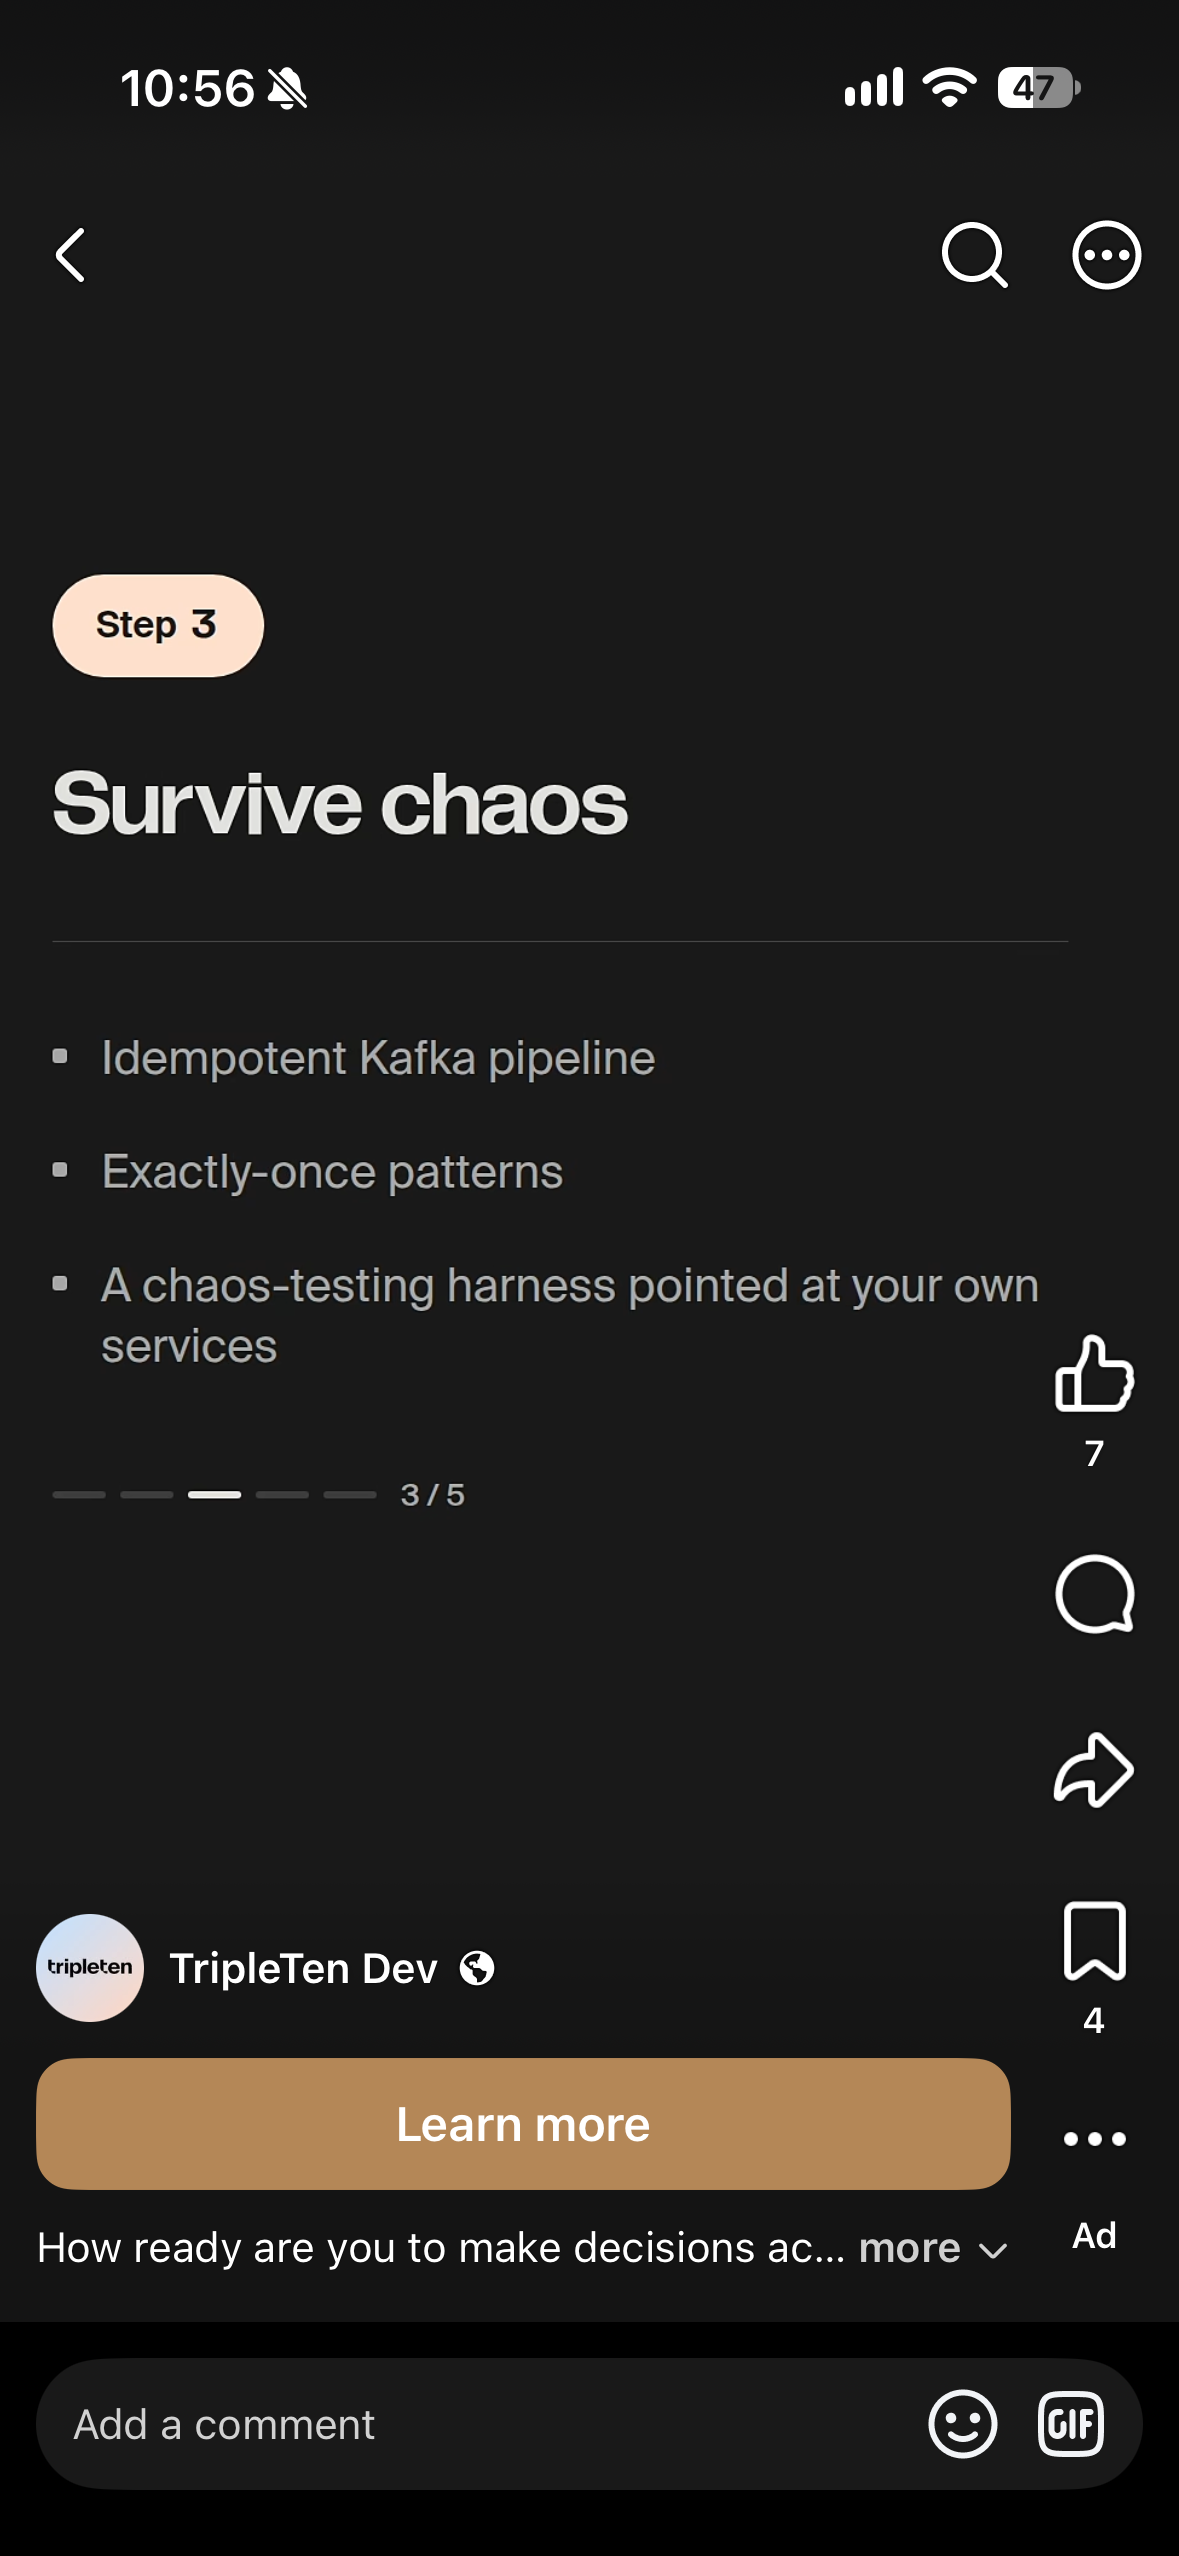 10:56
47
Step 3
Survive chaos
Idempotent Kafka pipeline
Exactly-once patterns
A chaos-testing harness pointed at your own
services
7
3 / 5
tripleten
TripleTen Dev
4
Learn more
How ready are you to make decisions ac... more
Ad
Add a comment
GIF